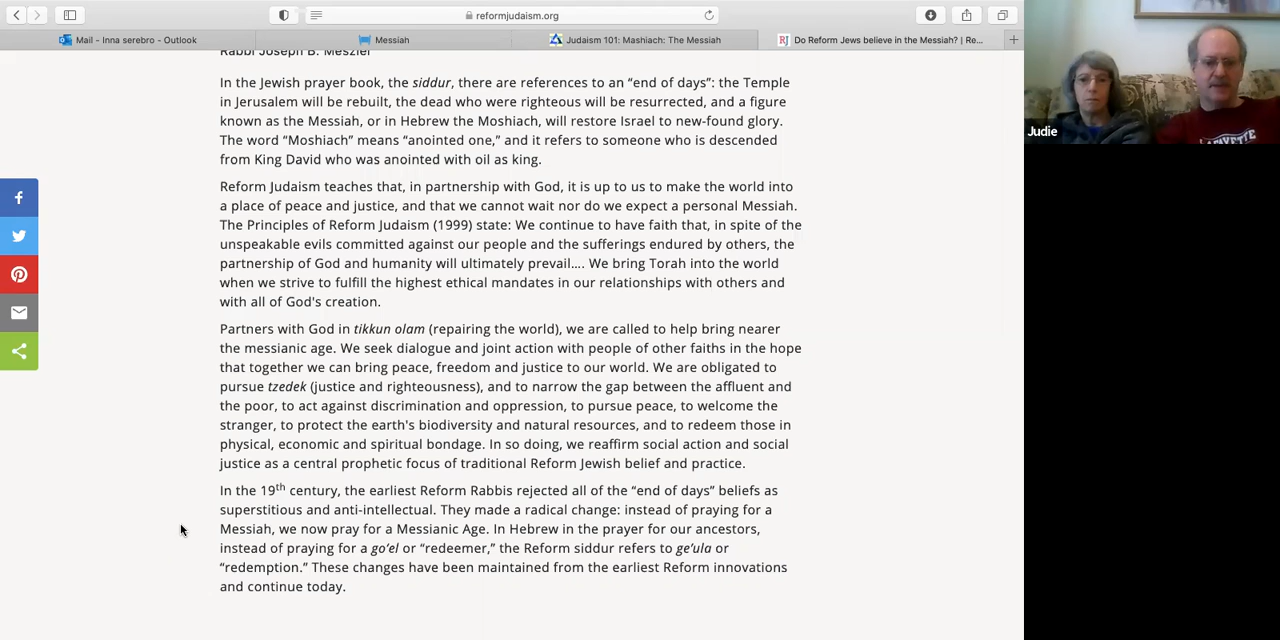 reformjudaism.org
Mail - Inna serebro - Outlook
Messiah
Judaism 101: Mashiach: The Messiah
RJ Do Reform Jews believe in the Messiah? | Re...
Rabbi Joseph B. Meszler
In the Jewish prayer book, the siddur, there are references to an “end of days”: the Temple
in Jerusalem will be rebuilt, the dead who were righteous will be resurrected, and a figure
known as the Messiah, or in Hebrew the Moshiach, will restore Israel to new-found glory.
The word “Moshiach” means “anointed one,” and it refers to someone who is descended
from King David who was anointed with oil as king.
Reform Judaism teaches that, in partnership with God, it is up to us to make the world into
a place of peace and justice, and that we cannot wait nor do we expect a personal Messiah.
The Principles of Reform Judaism (1999) state: We continue to have faith that, in spite of the
unspeakable evils committed against our people and the sufferings endured by others, the
partnership of God and humanity will ultimately prevail.... We bring Torah into the world
when we strive to fulfill the highest ethical mandates in our relationships with others and
with all of God's creation.
Partners with God in tikkun olam (repairing the world), we are called to help bring nearer
the messianic age. We seek dialogue and joint action with people of other faiths in the hope
that together we can bring peace, freedom and justice to our world. We are obligated to
pursue tzedek (justice and righteousness), and to narrow the gap between the affluent and
the poor, to act against discrimination and oppression, to pursue peace, to welcome the
stranger, to protect the earth's biodiversity and natural resources, and to redeem those in
physical, economic and spiritual bondage. In so doing, we reaffirm social action and social
justice as a central prophetic focus of traditional Reform Jewish belief and practice.
In the 19th century, the earliest Reform Rabbis rejected all of the “end of days” beliefs as
superstitious and anti-intellectual. They made a radical change: instead of praying for a
Messiah, we now pray for a Messianic Age. In Hebrew in the prayer for our ancestors,
instead of praying for a go’el or “redeemer,” the Reform siddur refers to ge’ula or
“redemption.” These changes have been maintained from the earliest Reform innovations
and continue today.
Judie
LAFAYETTE